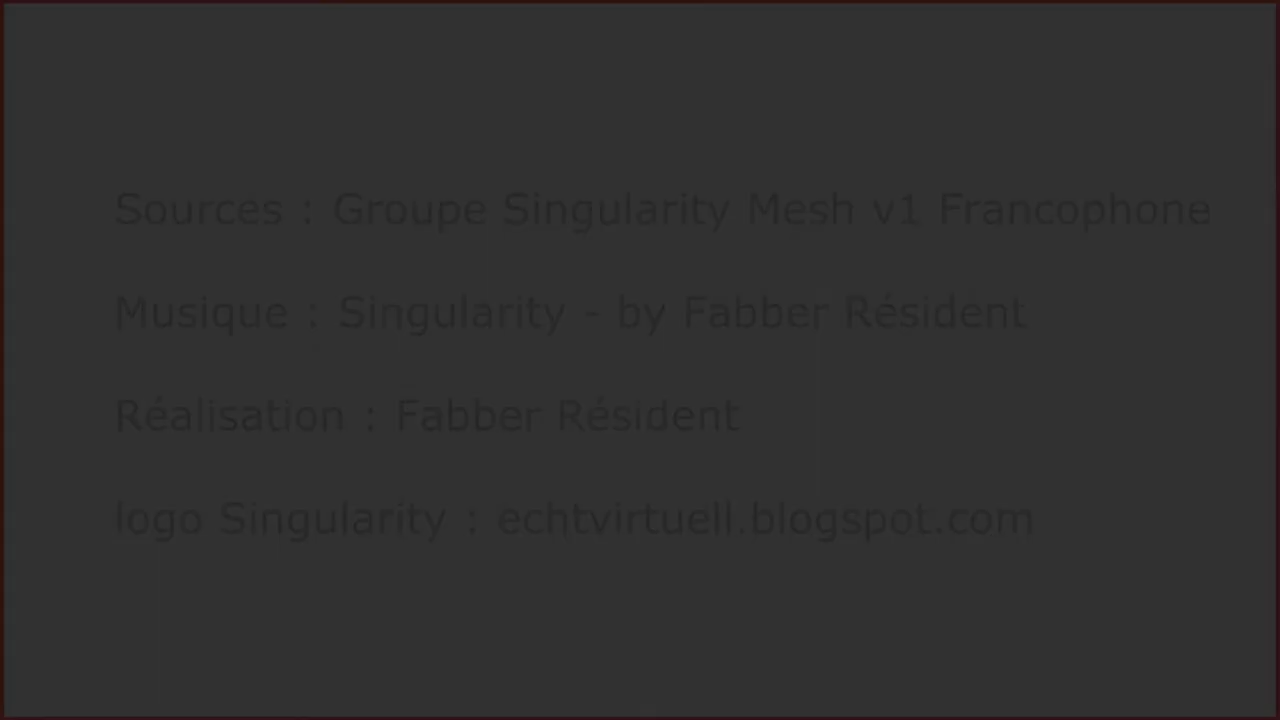 Sources : Groupe Singularity Mesh v1 Francophone
Musique : Singularity - by Fabber Résident
Réalisation : Fabber Résident
logo Singularity : echtvirtuell.blogspot.com